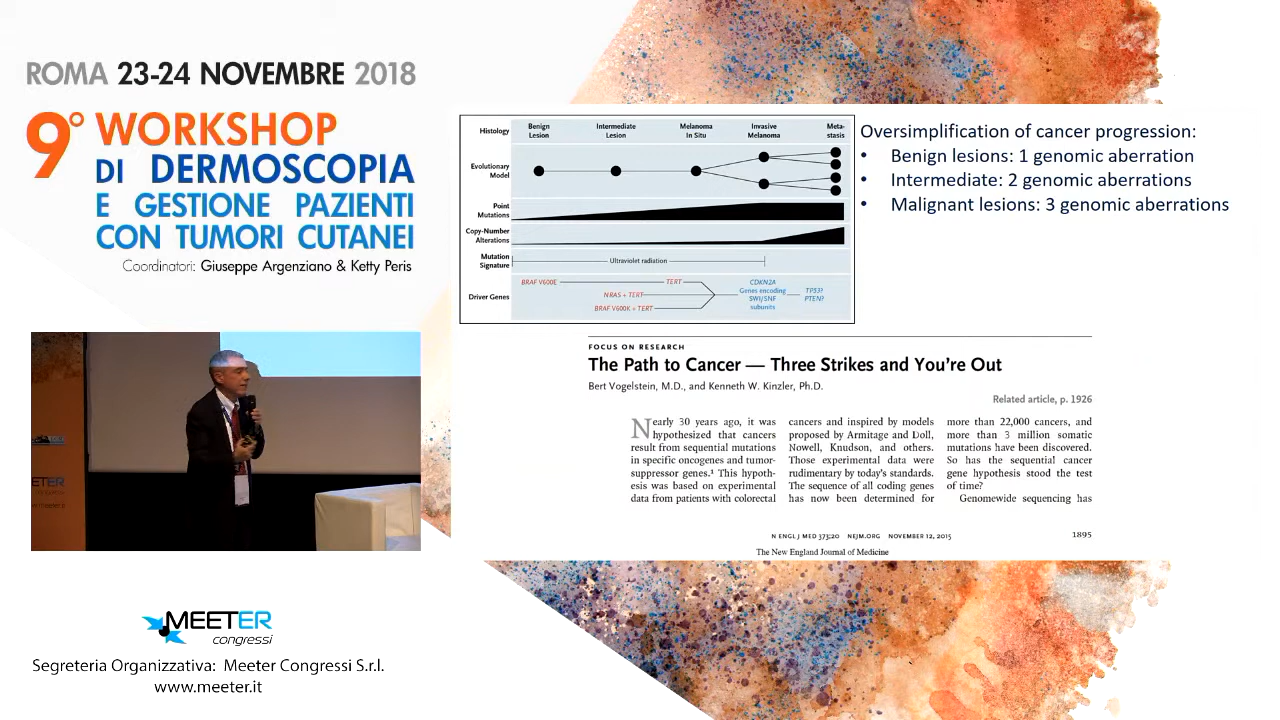 ROMA 23-24 NOVEMBRE 2018
9° WORKSHOP
DI DERMOSCOPIA
E GESTIONE PAZIENTI
CON TUMORI CUTANEI
Coordinatori: Giuseppe Argenziano & Ketty Peris
MEETER
congressi
Segreteria Organizzativa: Meeter Congressi S.r.l.
www.meeter.it
Histology
Benign Lesion
Intermediate Lesion
Melanoma In Situ
Invasive Melanoma
Meta-stasis
Evolutionary Model
Point Mutations
Copy-Number Alterations
Mutation Signature
Ultraviolet radiation
Driver Genes
BRAF V600E
TERT
NRAS + TERT
BRAF V600K + TERT
CDKN2A
Genes encoding
SWI/SNF
subunits
TP53?
PTEN?
Oversimplification of cancer progression:
• Benign lesions: 1 genomic aberration
• Intermediate: 2 genomic aberrations
• Malignant lesions: 3 genomic aberrations
FOCUS ON RESEARCH
The Path to Cancer — Three Strikes and You're Out
Bert Vogelstein, M.D., and Kenneth W. Kinzler, Ph.D.
Related article, p. 1926
Nearly 30 years ago, it was
hypothesized that cancers
result from sequential mutations
in specific oncogenes and tumor-
suppressor genes.¹ This hypoth-
esis was based on experimental
data from patients with colorectal
cancers and inspired by models
proposed by Armitage and Doll,
Nowell, Knudson, and others.
Those experimental data were
rudimentary by today's standards.
The sequence of all coding genes
has now been determined for
more than 22,000 cancers, and
more than 3 million somatic
mutations have been discovered.
So has the sequential cancer
gene hypothesis stood the test
of time?
Genomewide sequencing has
N ENGL J MED 373;20 NEJM.ORG NOVEMBER 12, 2015
1895
The New England Journal of Medicine